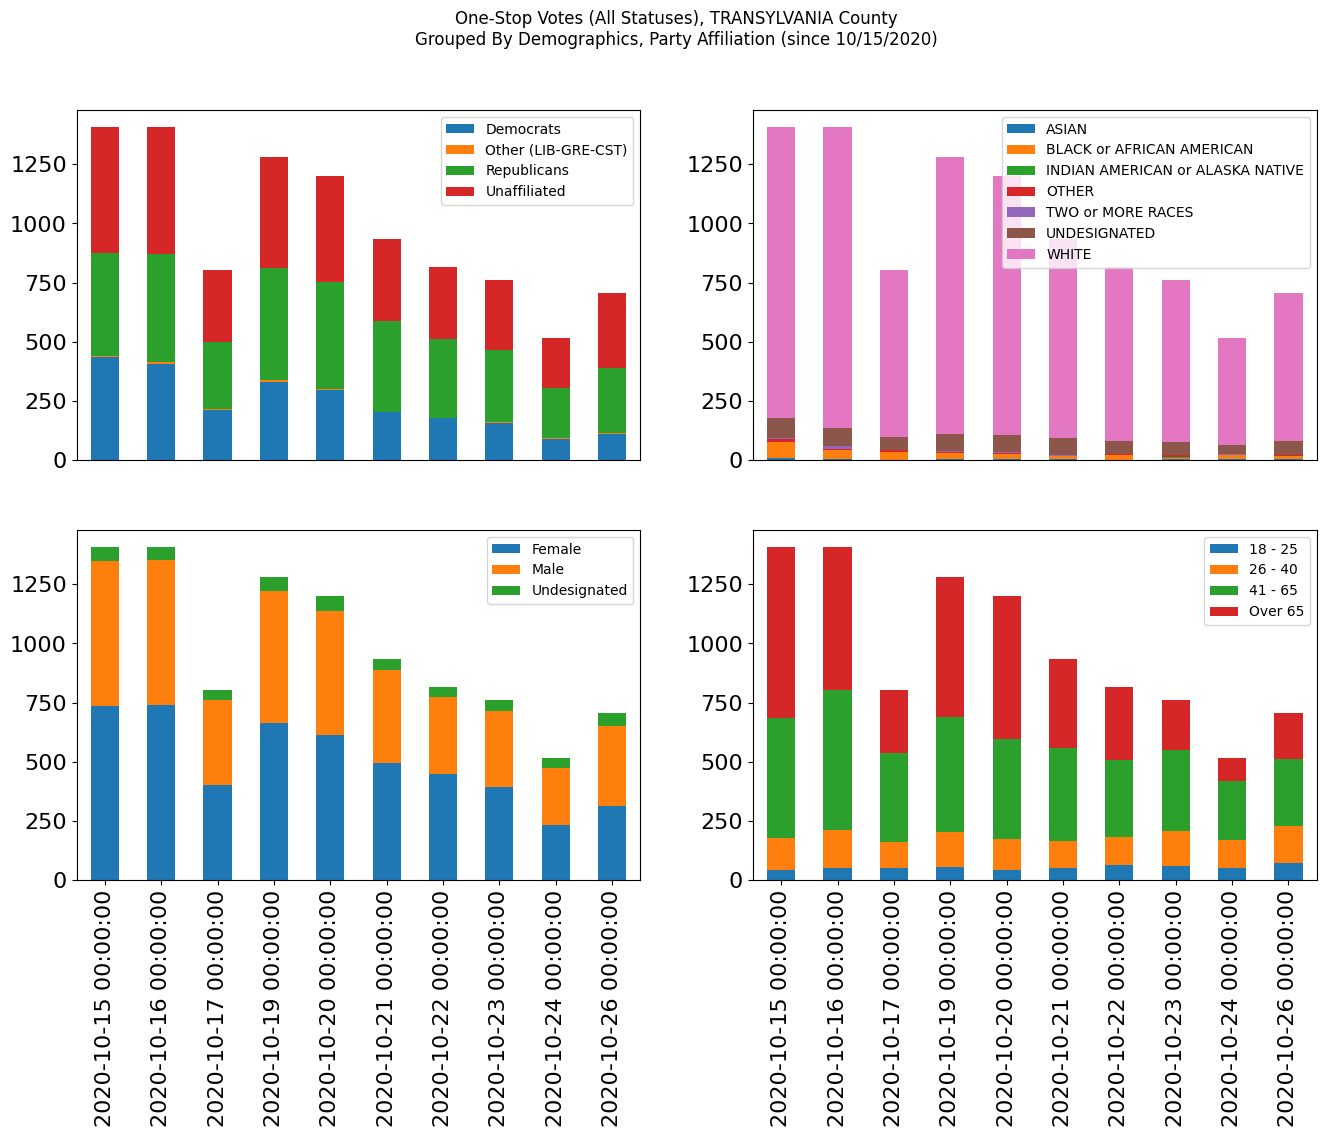 One-Stop Votes (All Statuses), TRANSYLVANIA County
Grouped By Demographics, Party Affiliation (since 10/15/2020)
1250
1000
750
500
250
0
Democrats
Other (LIB-GRE-CST)
Republicans
Unaffiliated
1250
1000
750
500
250
0
ASIAN
BLACK or AFRICAN AMERICAN
INDIAN AMERICAN or ALASKA NATIVE
OTHER
TWO or MORE RACES
UNDESIGNATED
WHITE
1250
1000
750
500
250
0
Female
Male
Undesignated
2020-10-15 00:00:00
2020-10-16 00:00:00
2020-10-17 00:00:00
2020-10-19 00:00:00
2020-10-20 00:00:00
2020-10-21 00:00:00
2020-10-22 00:00:00
2020-10-23 00:00:00
2020-10-24 00:00:00
2020-10-26 00:00:00
1250
1000
750
500
250
0
18 - 25
26 - 40
41 - 65
Over 65
2020-10-15 00:00:00
2020-10-16 00:00:00
2020-10-17 00:00:00
2020-10-19 00:00:00
2020-10-20 00:00:00
2020-10-21 00:00:00
2020-10-22 00:00:00
2020-10-23 00:00:00
2020-10-24 00:00:00
2020-10-26 00:00:00